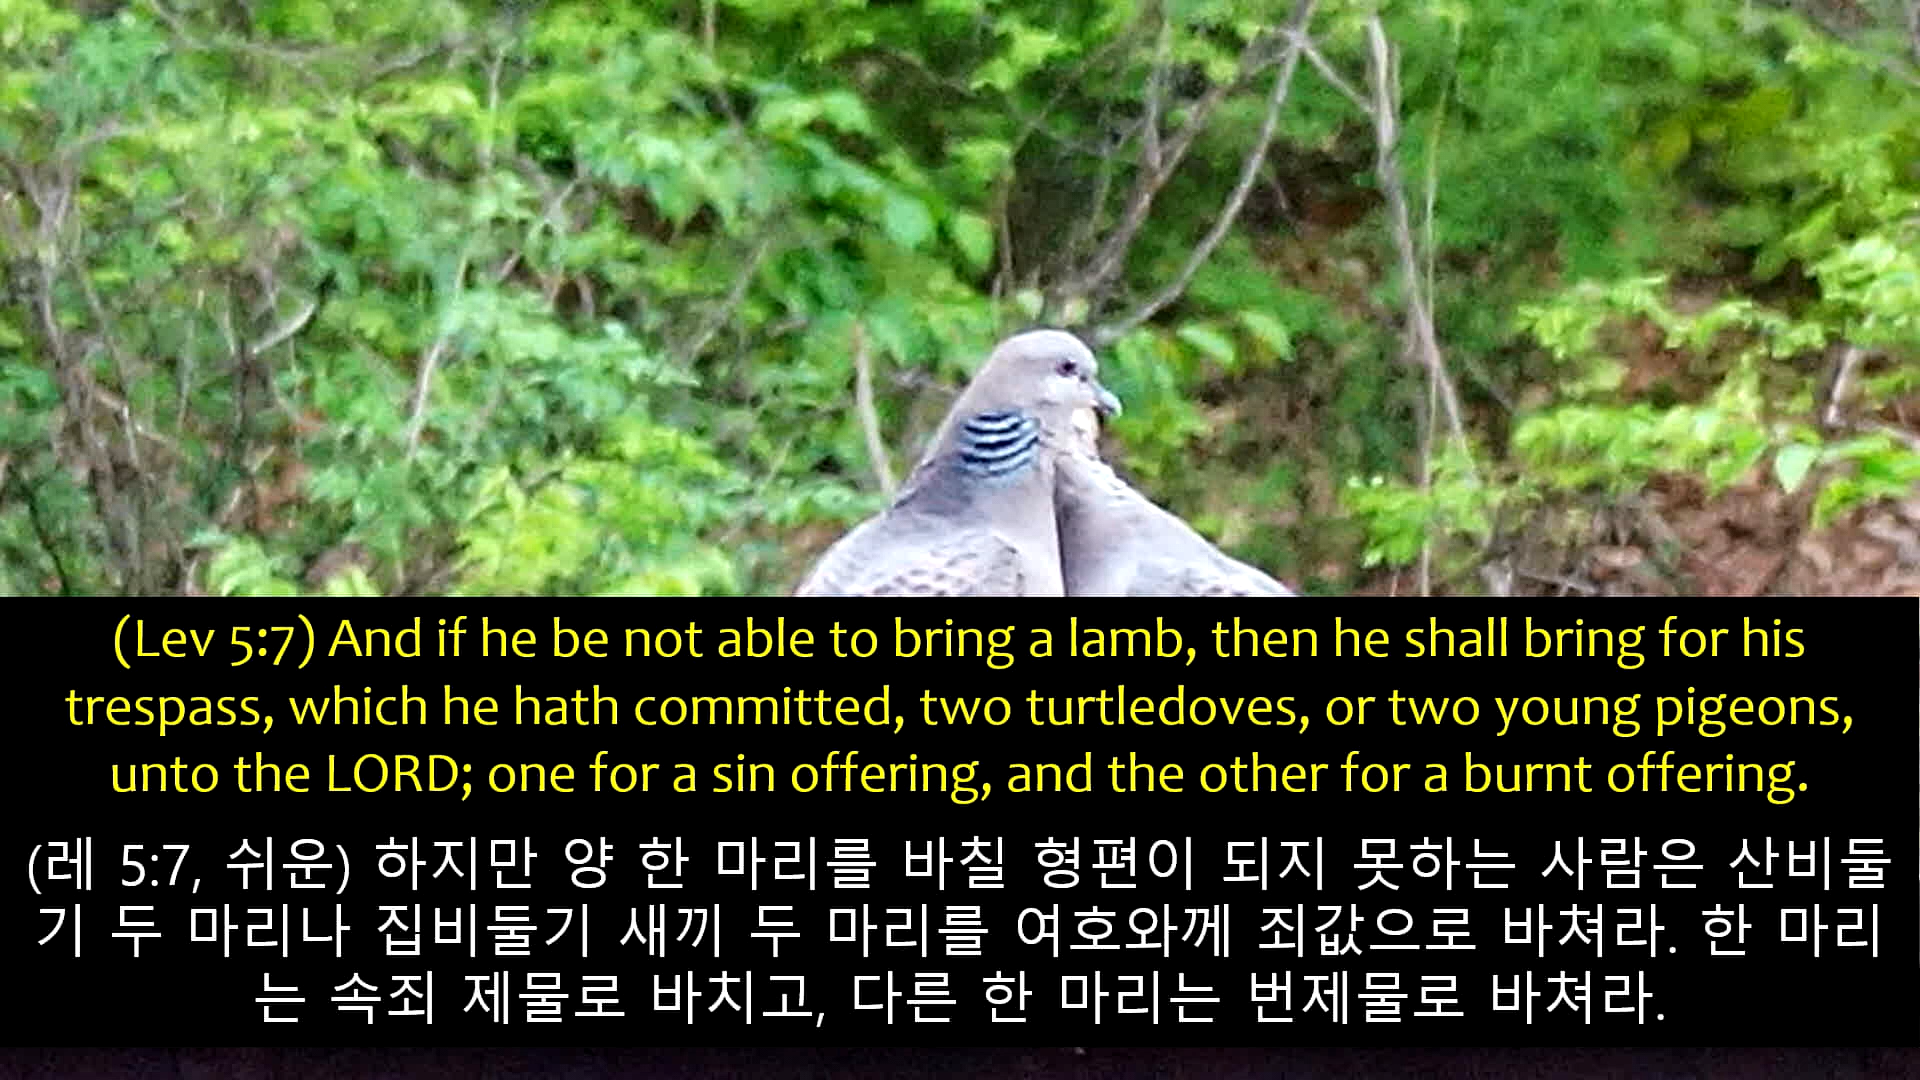 (Lev 5:7) And if he be not able to bring a lamb, then he shall bring for his
trespass, which he hath committed, two turtledoves, or two young pigeons,
unto the LORD; one for a sin offering, and the other for a burnt offering.
(레 5:7, 쉬운) 하지만 양 한 마리를 바칠 형편이 되지 못하는 사람은 산비둘
기 두 마리나 집비둘기 새끼 두 마리를 여호와께 죄값으로 바쳐라. 한 마리
는 속죄 제물로 바치고, 다른 한 마리는 번제물로 바쳐라.